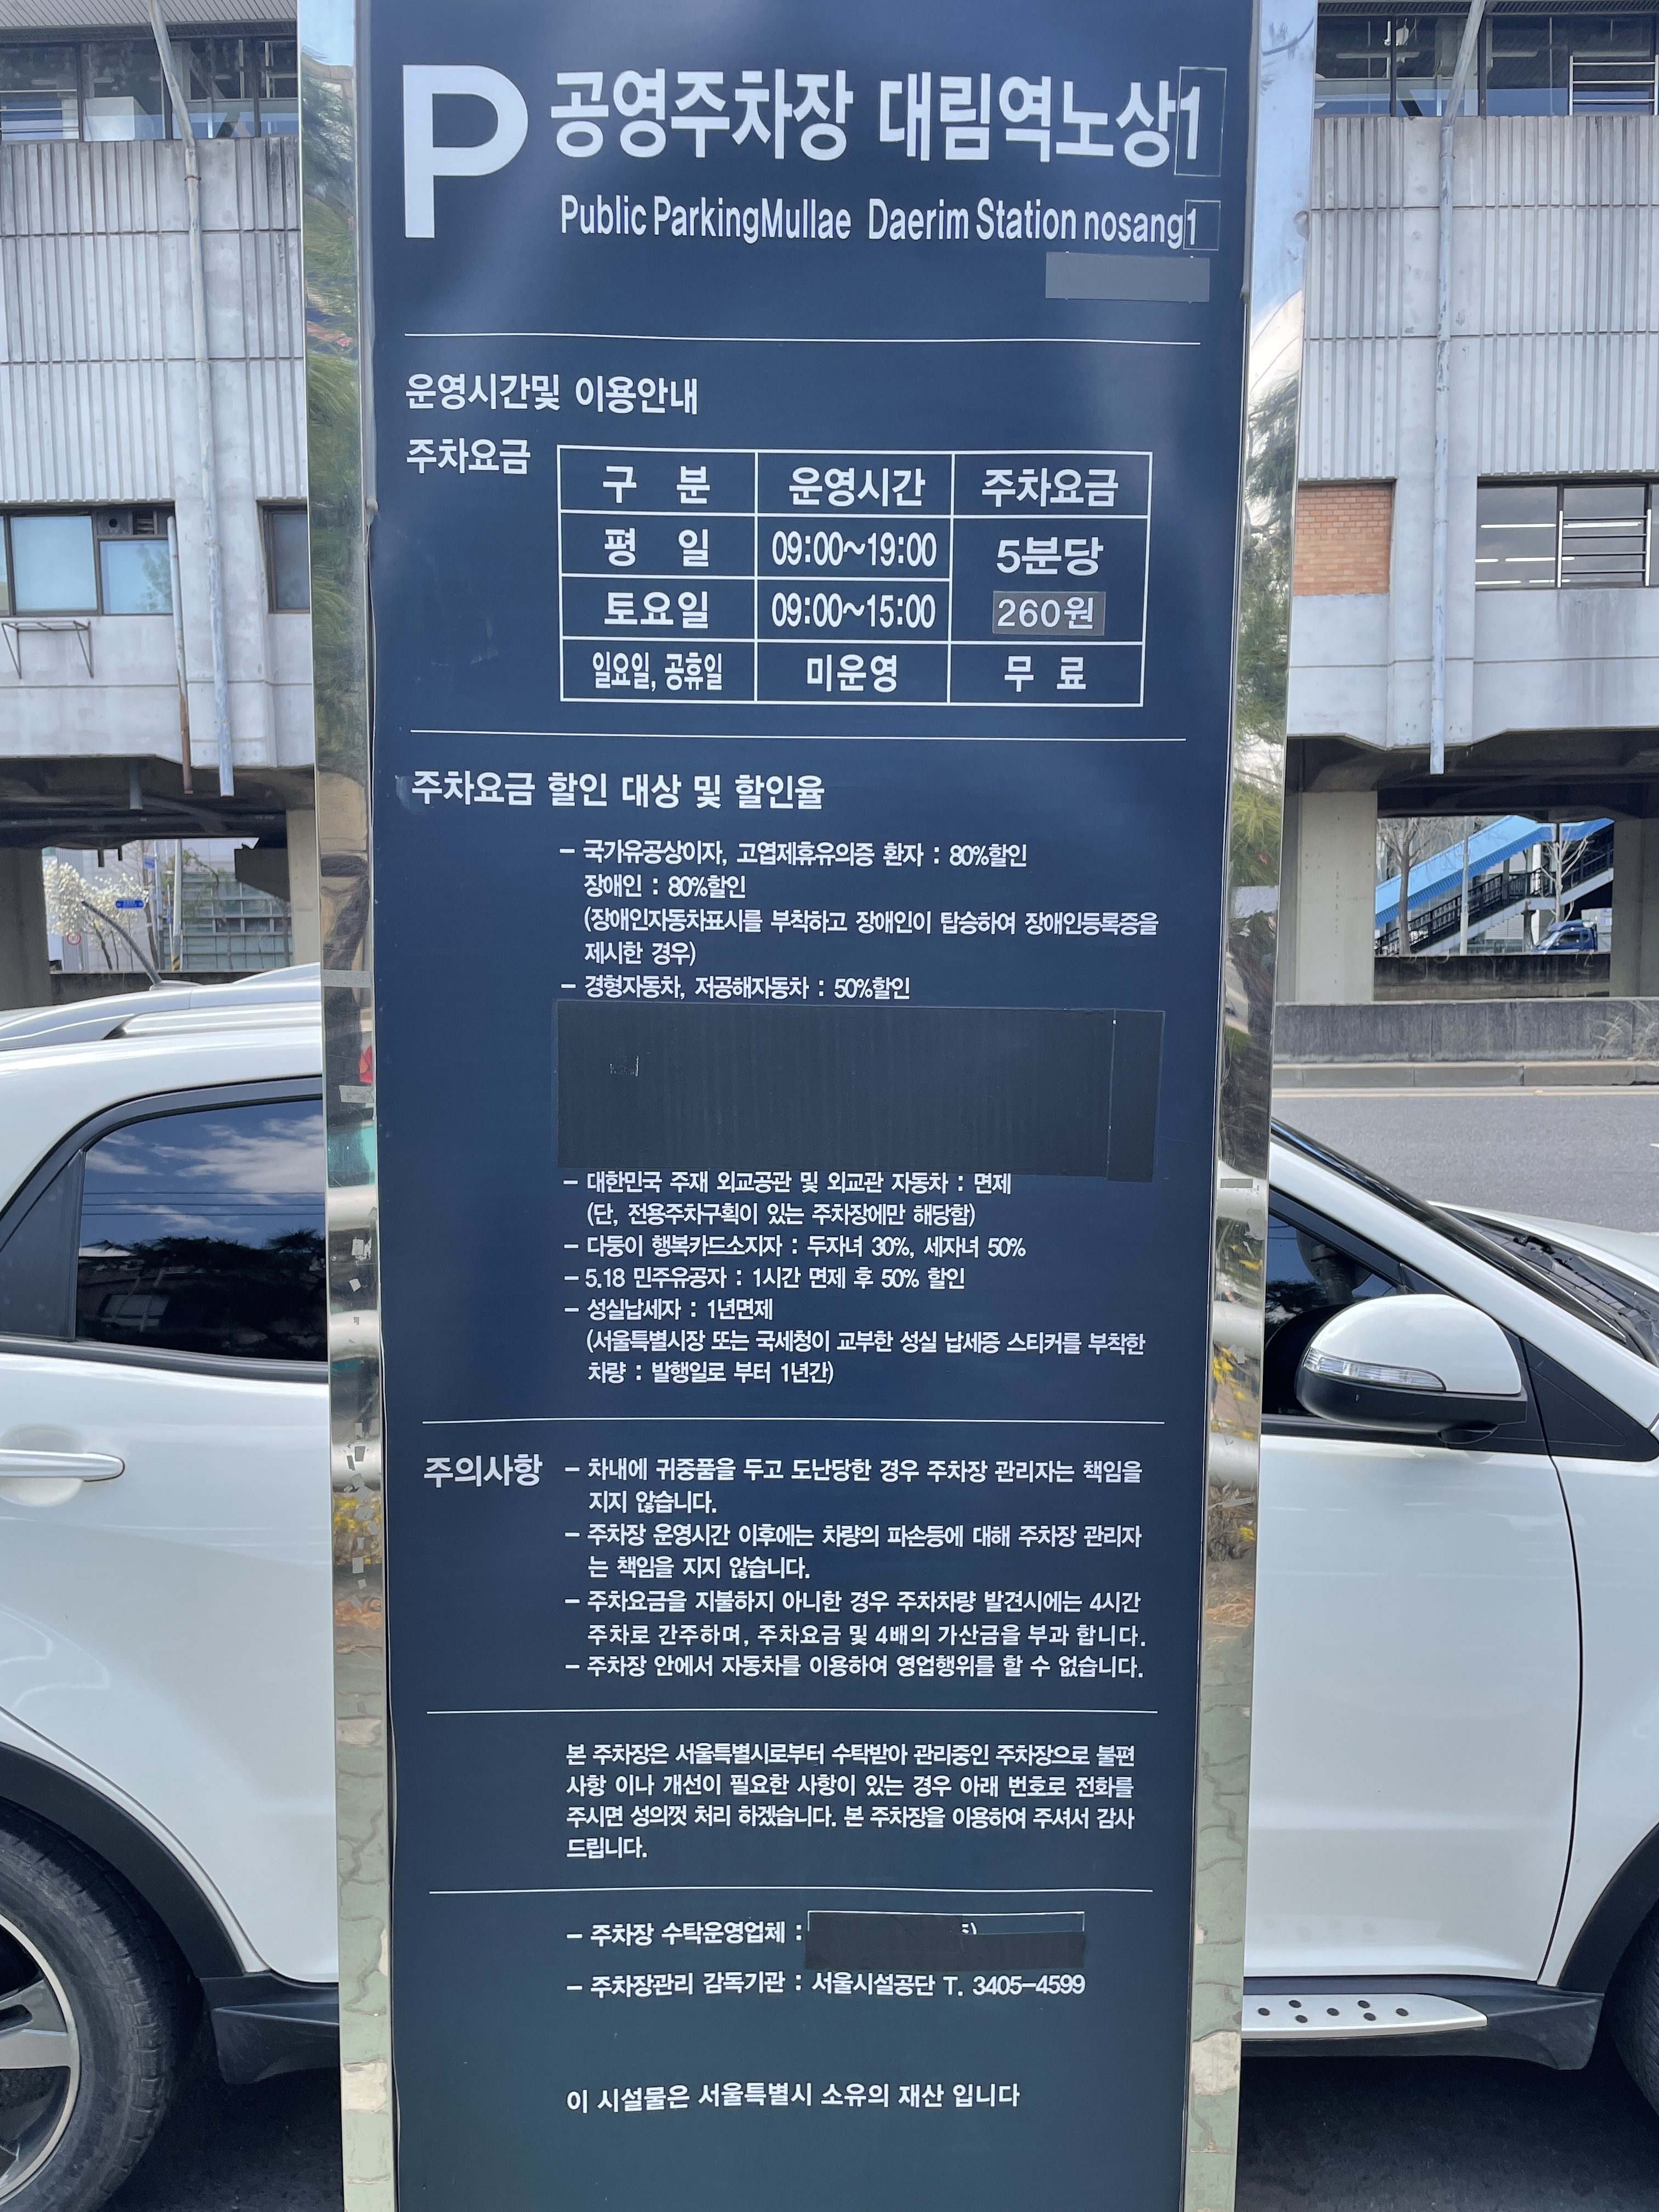 P 공영주차장 대림역노상1
Public ParkingMullae Daerim Station nosang1
운영시간및 이용안내
주차요금
구 분 운영시간 주차요금
평 일 09:00~19:00 5분당
토요일 09:00~15:00 260원
일요일, 공휴일 미운영 무 료
주차요금 할인 대상 및 할인율
- 국가유공상이자, 고엽제휴유의증 환자 : 80%할인
장애인 : 80%할인
(장애인자동차표시를 부착하고 장애인이 탑승하여 장애인등록증을
제시한 경우)
- 경형자동차, 저공해자동차 : 50%할인
- 대한민국 주재 외교공관 및 외교관 자동차 : 면제
(단, 전용주차구획이 있는 주차장에만 해당함)
- 다둥이 행복카드소지자 : 두자녀 30%, 세자녀 50%
- 5.18 민주유공자 : 1시간 면제 후 50% 할인
- 성실납세자 : 1년면제
(서울특별시장 또는 국세청이 교부한 성실 납세증 스티커를 부착한
차량 : 발행일로 부터 1년간)
주의사항 - 차내에 귀중품을 두고 도난당한 경우 주차장 관리자는 책임을
지지 않습니다.
- 주차장 운영시간 이후에는 차량의 파손등에 대해 주차장 관리자
는 책임을 지지 않습니다.
- 주차요금을 지불하지 아니한 경우 주차차량 발견시에는 4시간
주차로 간주하며, 주차요금 및 4배의 가산금을 부과 합니다.
- 주차장 안에서 자동차를 이용하여 영업행위를 할 수 없습니다.
본 주차장은 서울특별시로부터 수탁받아 관리중인 주차장으로 불편
사항 이나 개선이 필요한 사항이 있는 경우 아래 번호로 전화를
주시면 성의껏 처리 하겠습니다. 본 주차장을 이용하여 주셔서 감사
드립니다.
- 주차장 수탁운영업체 :
- 주차장관리 감독기관 : 서울시설공단 T. 3405-4599
이 시설물은 서울특별시 소유의 재산 입니다